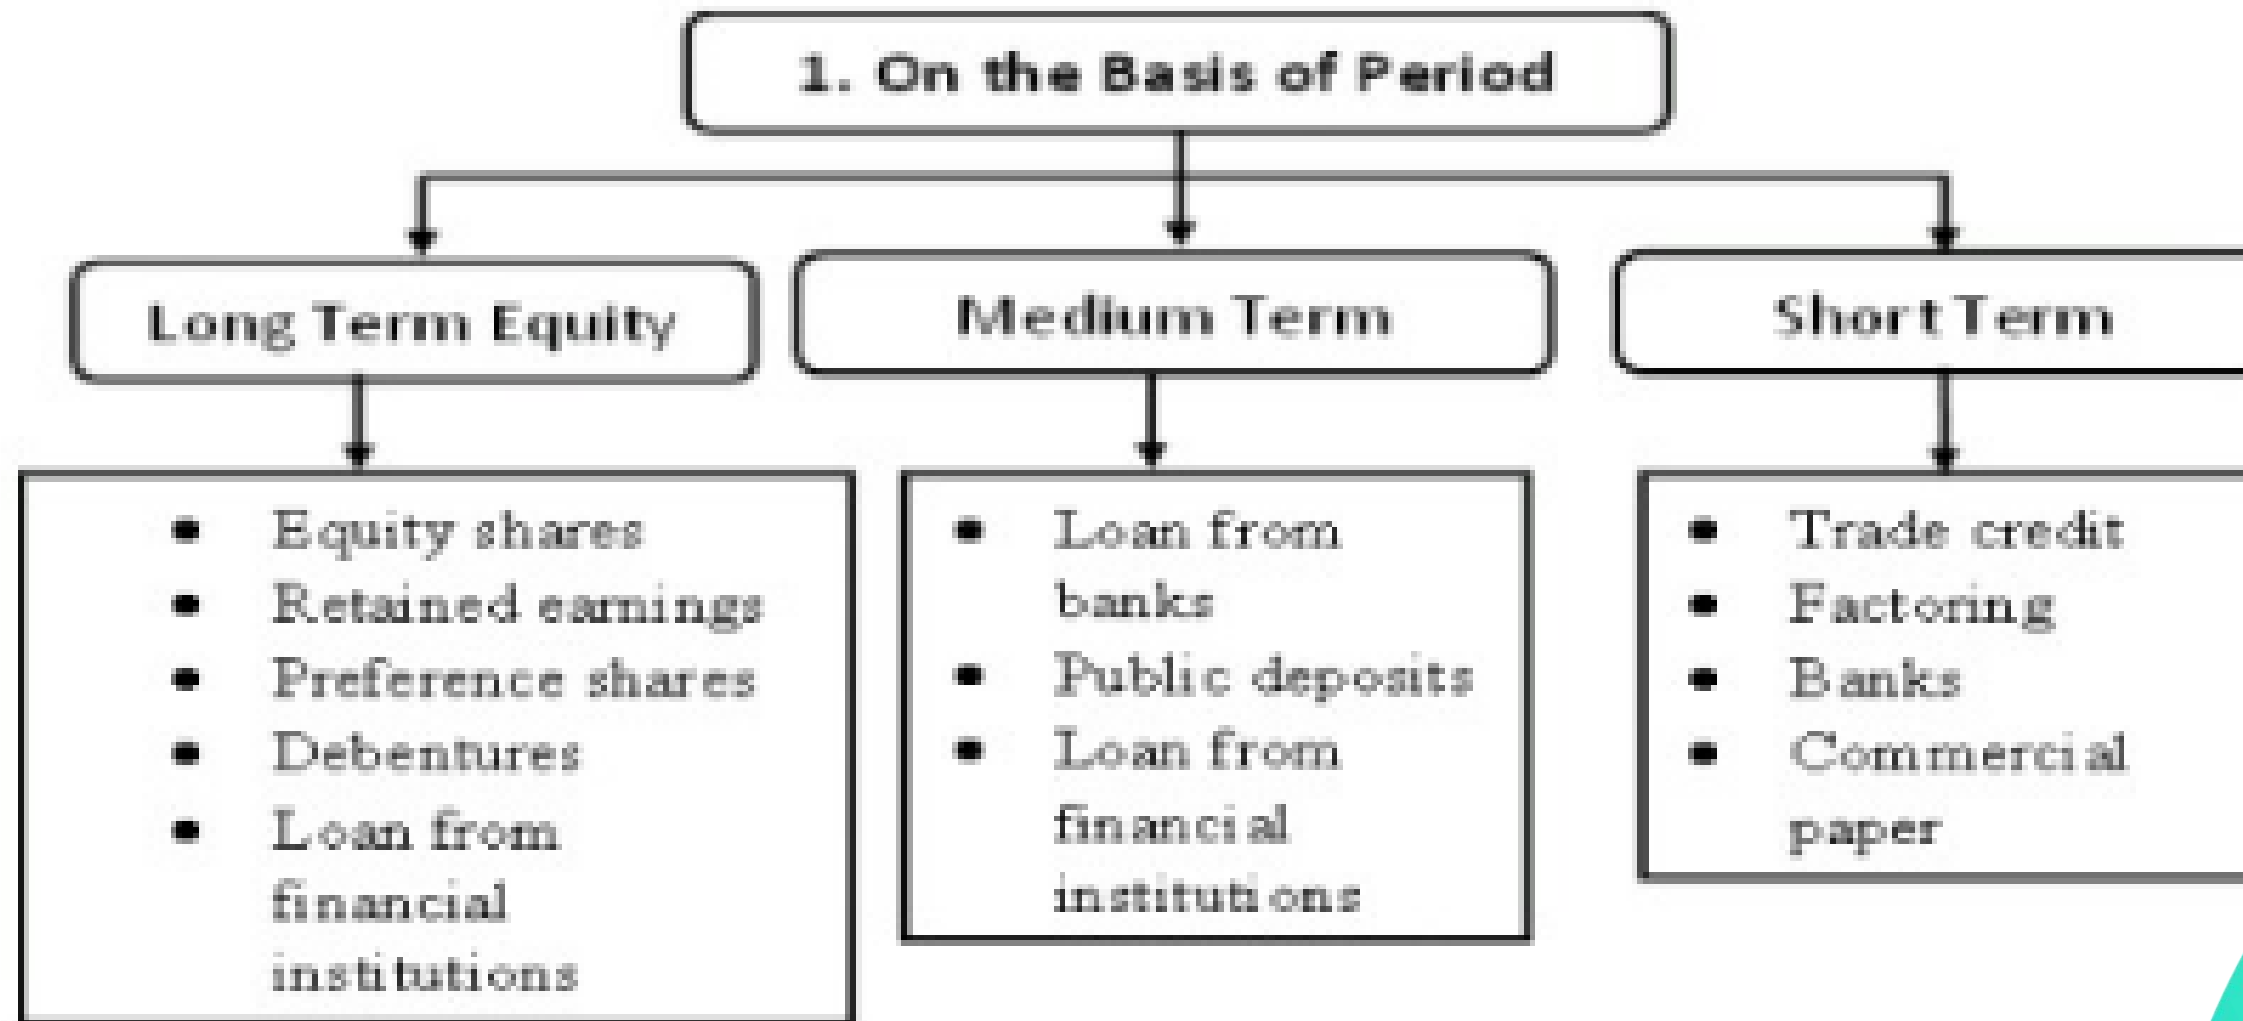 1. On the Basis of Period
Long Term Equity
Medium Term
Short Term
• Equity shares
• Retained earnings
• Preference shares
• Debentures
• Loan from
financial
institutions
• Loan from
banks
• Public deposits
• Loan from
financial
institutions
• Trade credit
• Factoring
• Banks
• Commercial
paper